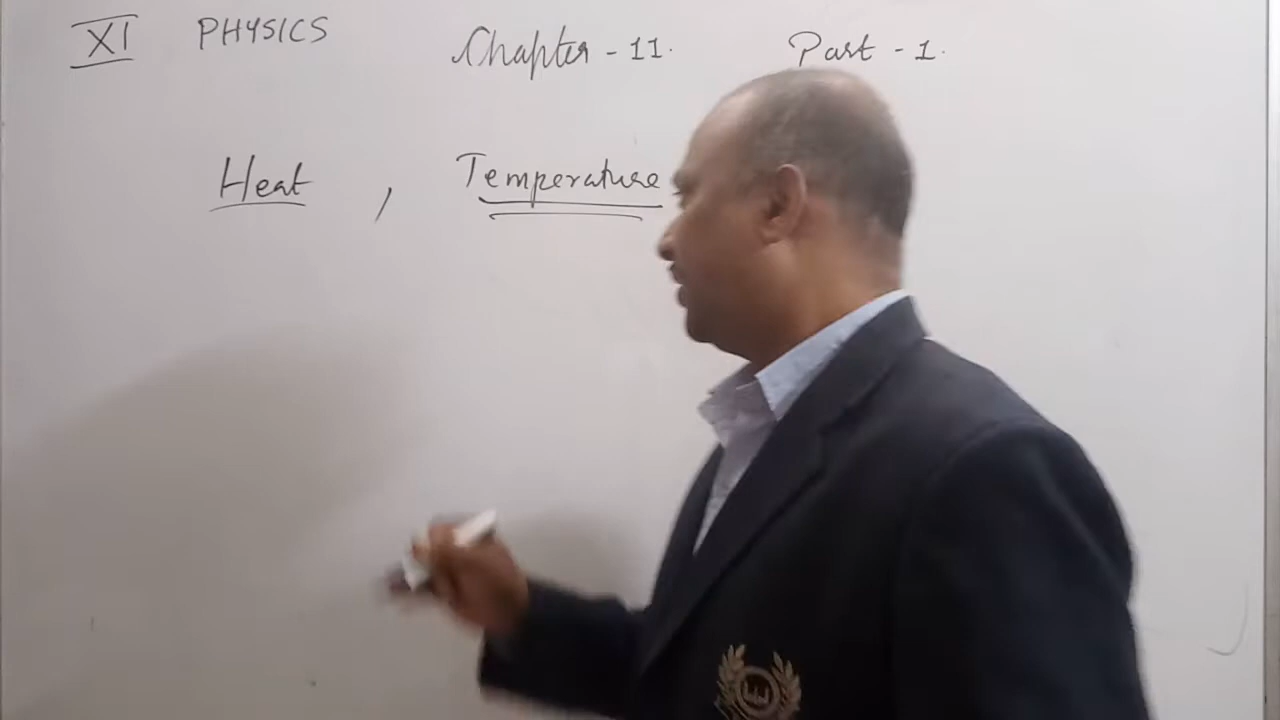 XI PHYSICS Chapter - 11. Part - 1.
Heat , Temperature